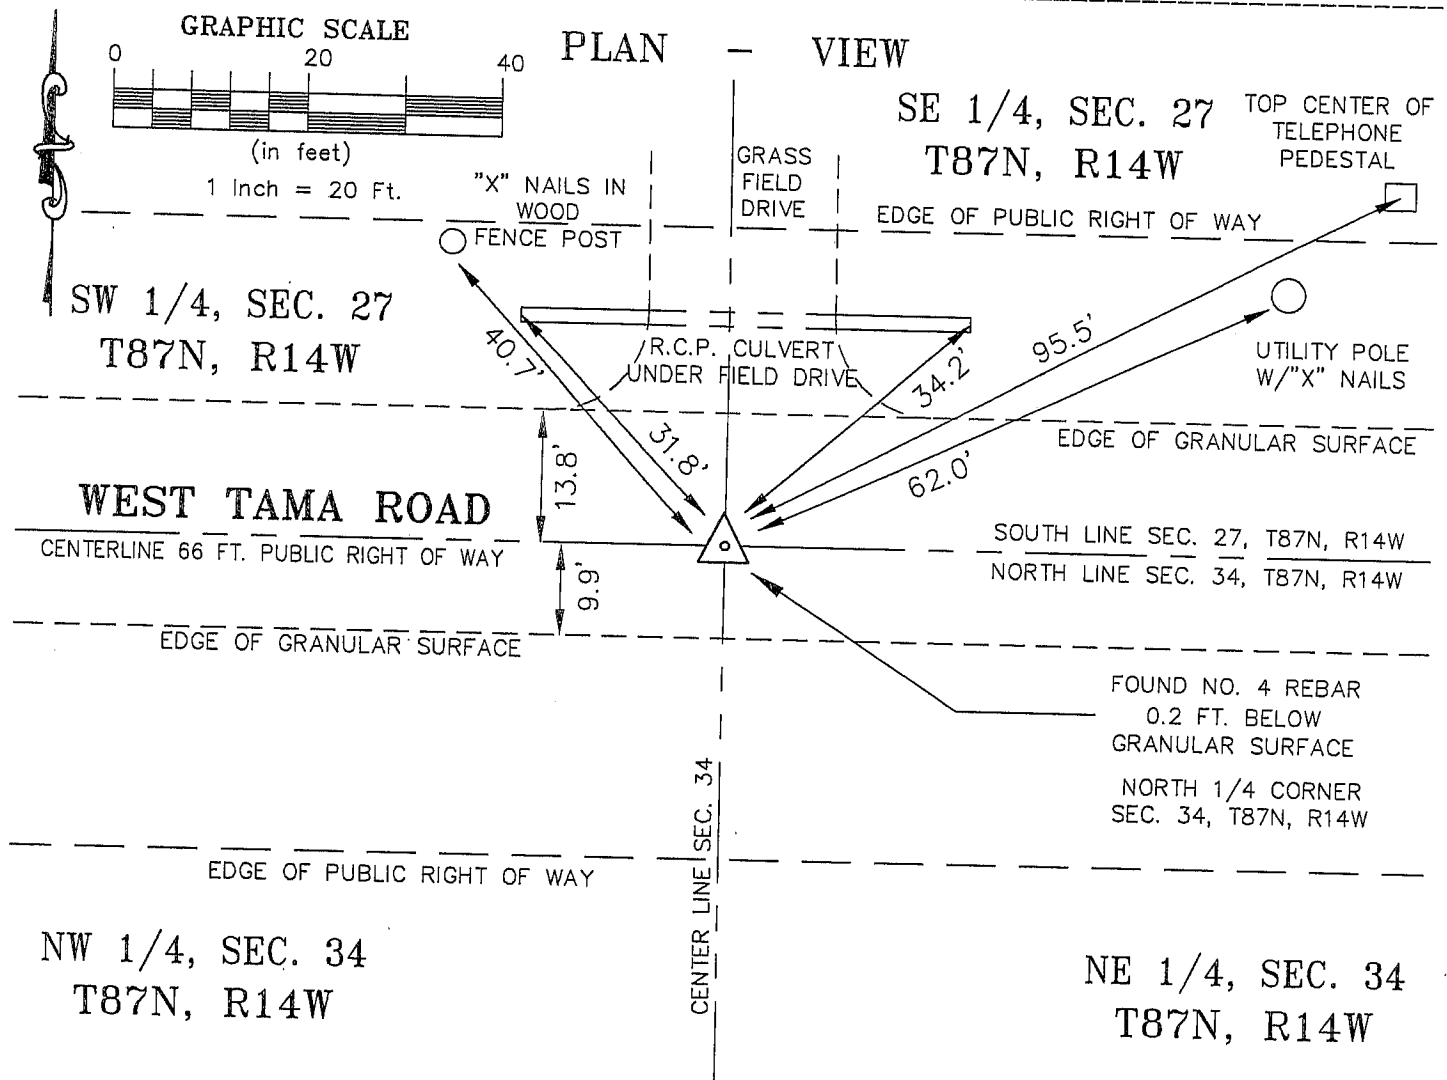 GRAPHIC SCALE
0 20 40
(in feet)
1 Inch = 20 Ft.
PLAN - VIEW
SE 1/4, SEC. 27
T87N, R14W
TOP CENTER OF
TELEPHONE
PEDESTAL
GRASS
FIELD
DRIVE
"X" NAILS IN
WOOD
FENCE POST
EDGE OF PUBLIC RIGHT OF WAY
SW 1/4, SEC. 27
T87N, R14W
40.7'
R.C.P. CULVERT
UNDER FIELD DRIVE
34.2'
95.5'
UTILITY POLE
W/"X" NAILS
31.8'
62.0'
EDGE OF GRANULAR SURFACE
13.8'
WEST TAMA ROAD
CENTERLINE 66 FT. PUBLIC RIGHT OF WAY
SOUTH LINE SEC. 27, T87N, R14W
NORTH LINE SEC. 34, T87N, R14W
9.9'
EDGE OF GRANULAR SURFACE
FOUND NO. 4 REBAR
0.2 FT. BELOW
GRANULAR SURFACE
NORTH 1/4 CORNER
SEC. 34, T87N, R14W
CENTER LINE SEC. 34
EDGE OF PUBLIC RIGHT OF WAY
NW 1/4, SEC. 34
T87N, R14W
NE 1/4, SEC. 34
T87N, R14W